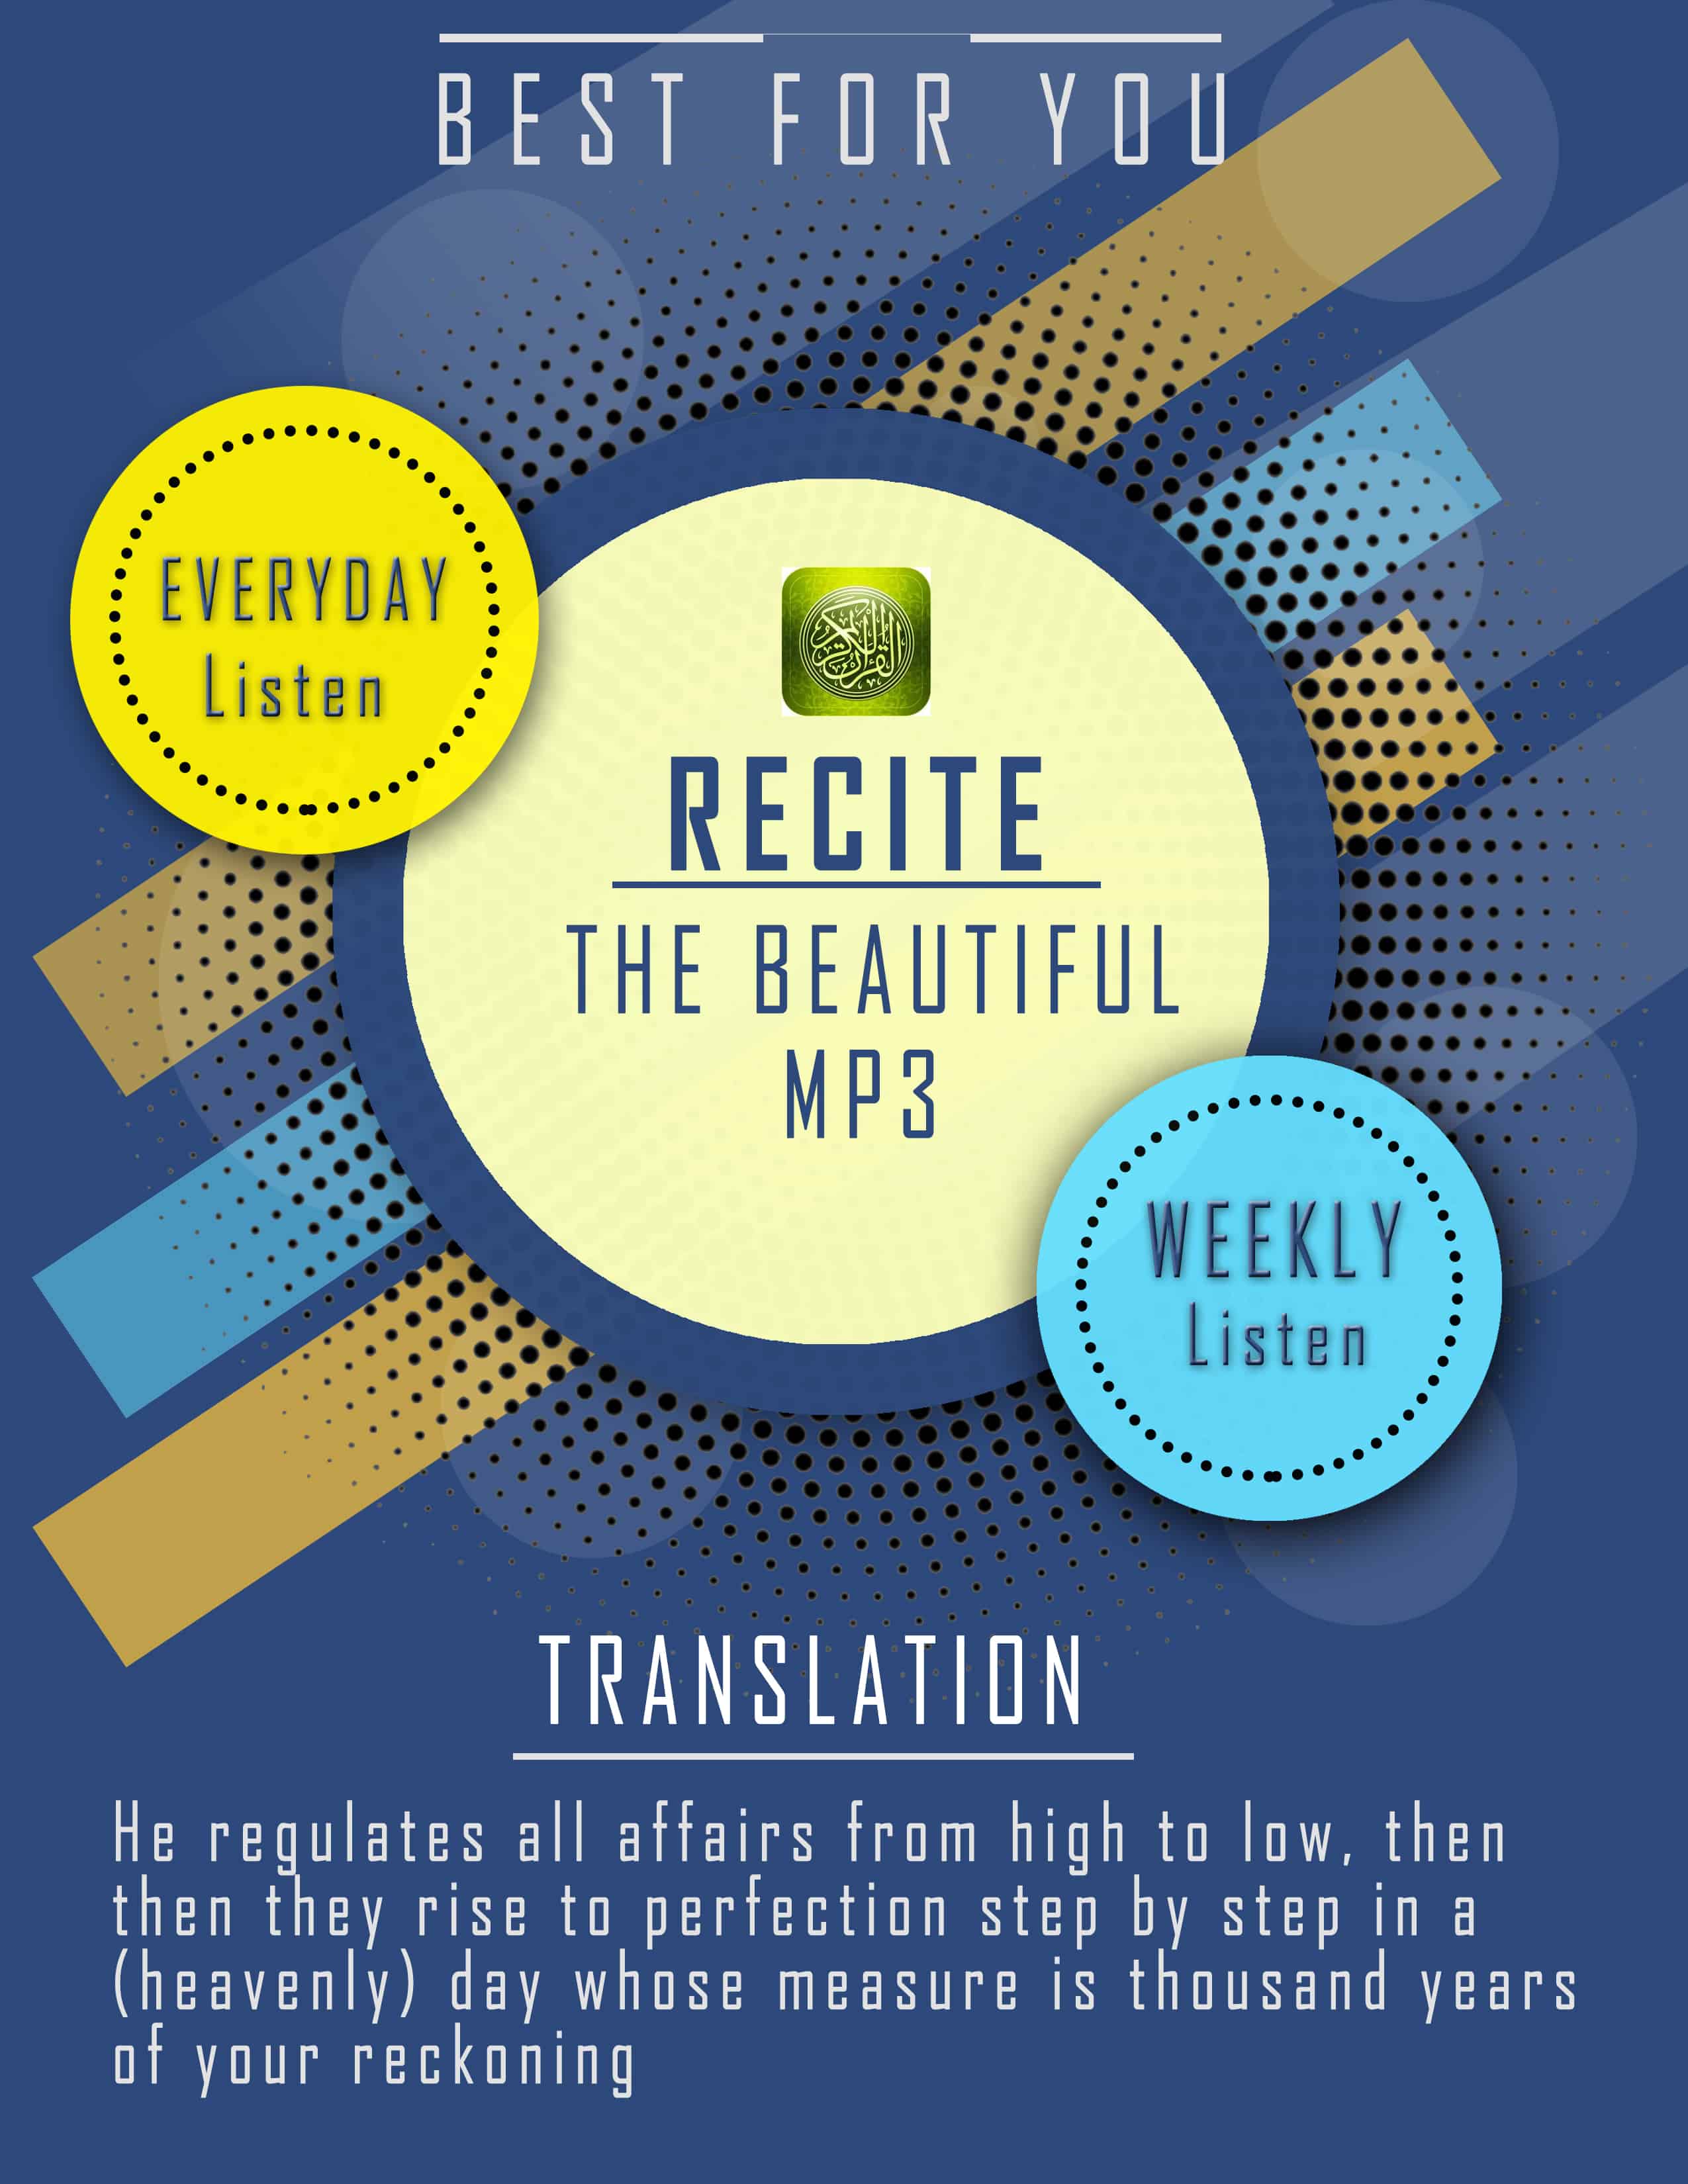 BEST FOR YOU
EVERYDAY
Listen
القرآن الكريم
RECITE
THE BEAUTIFUL
MP3
WEEKLY
Listen
TRANSLATION
He regulates all affairs from high to low, then
then they rise to perfection step by step in a
(heavenly) day whose measure is thousand years
of your reckoning